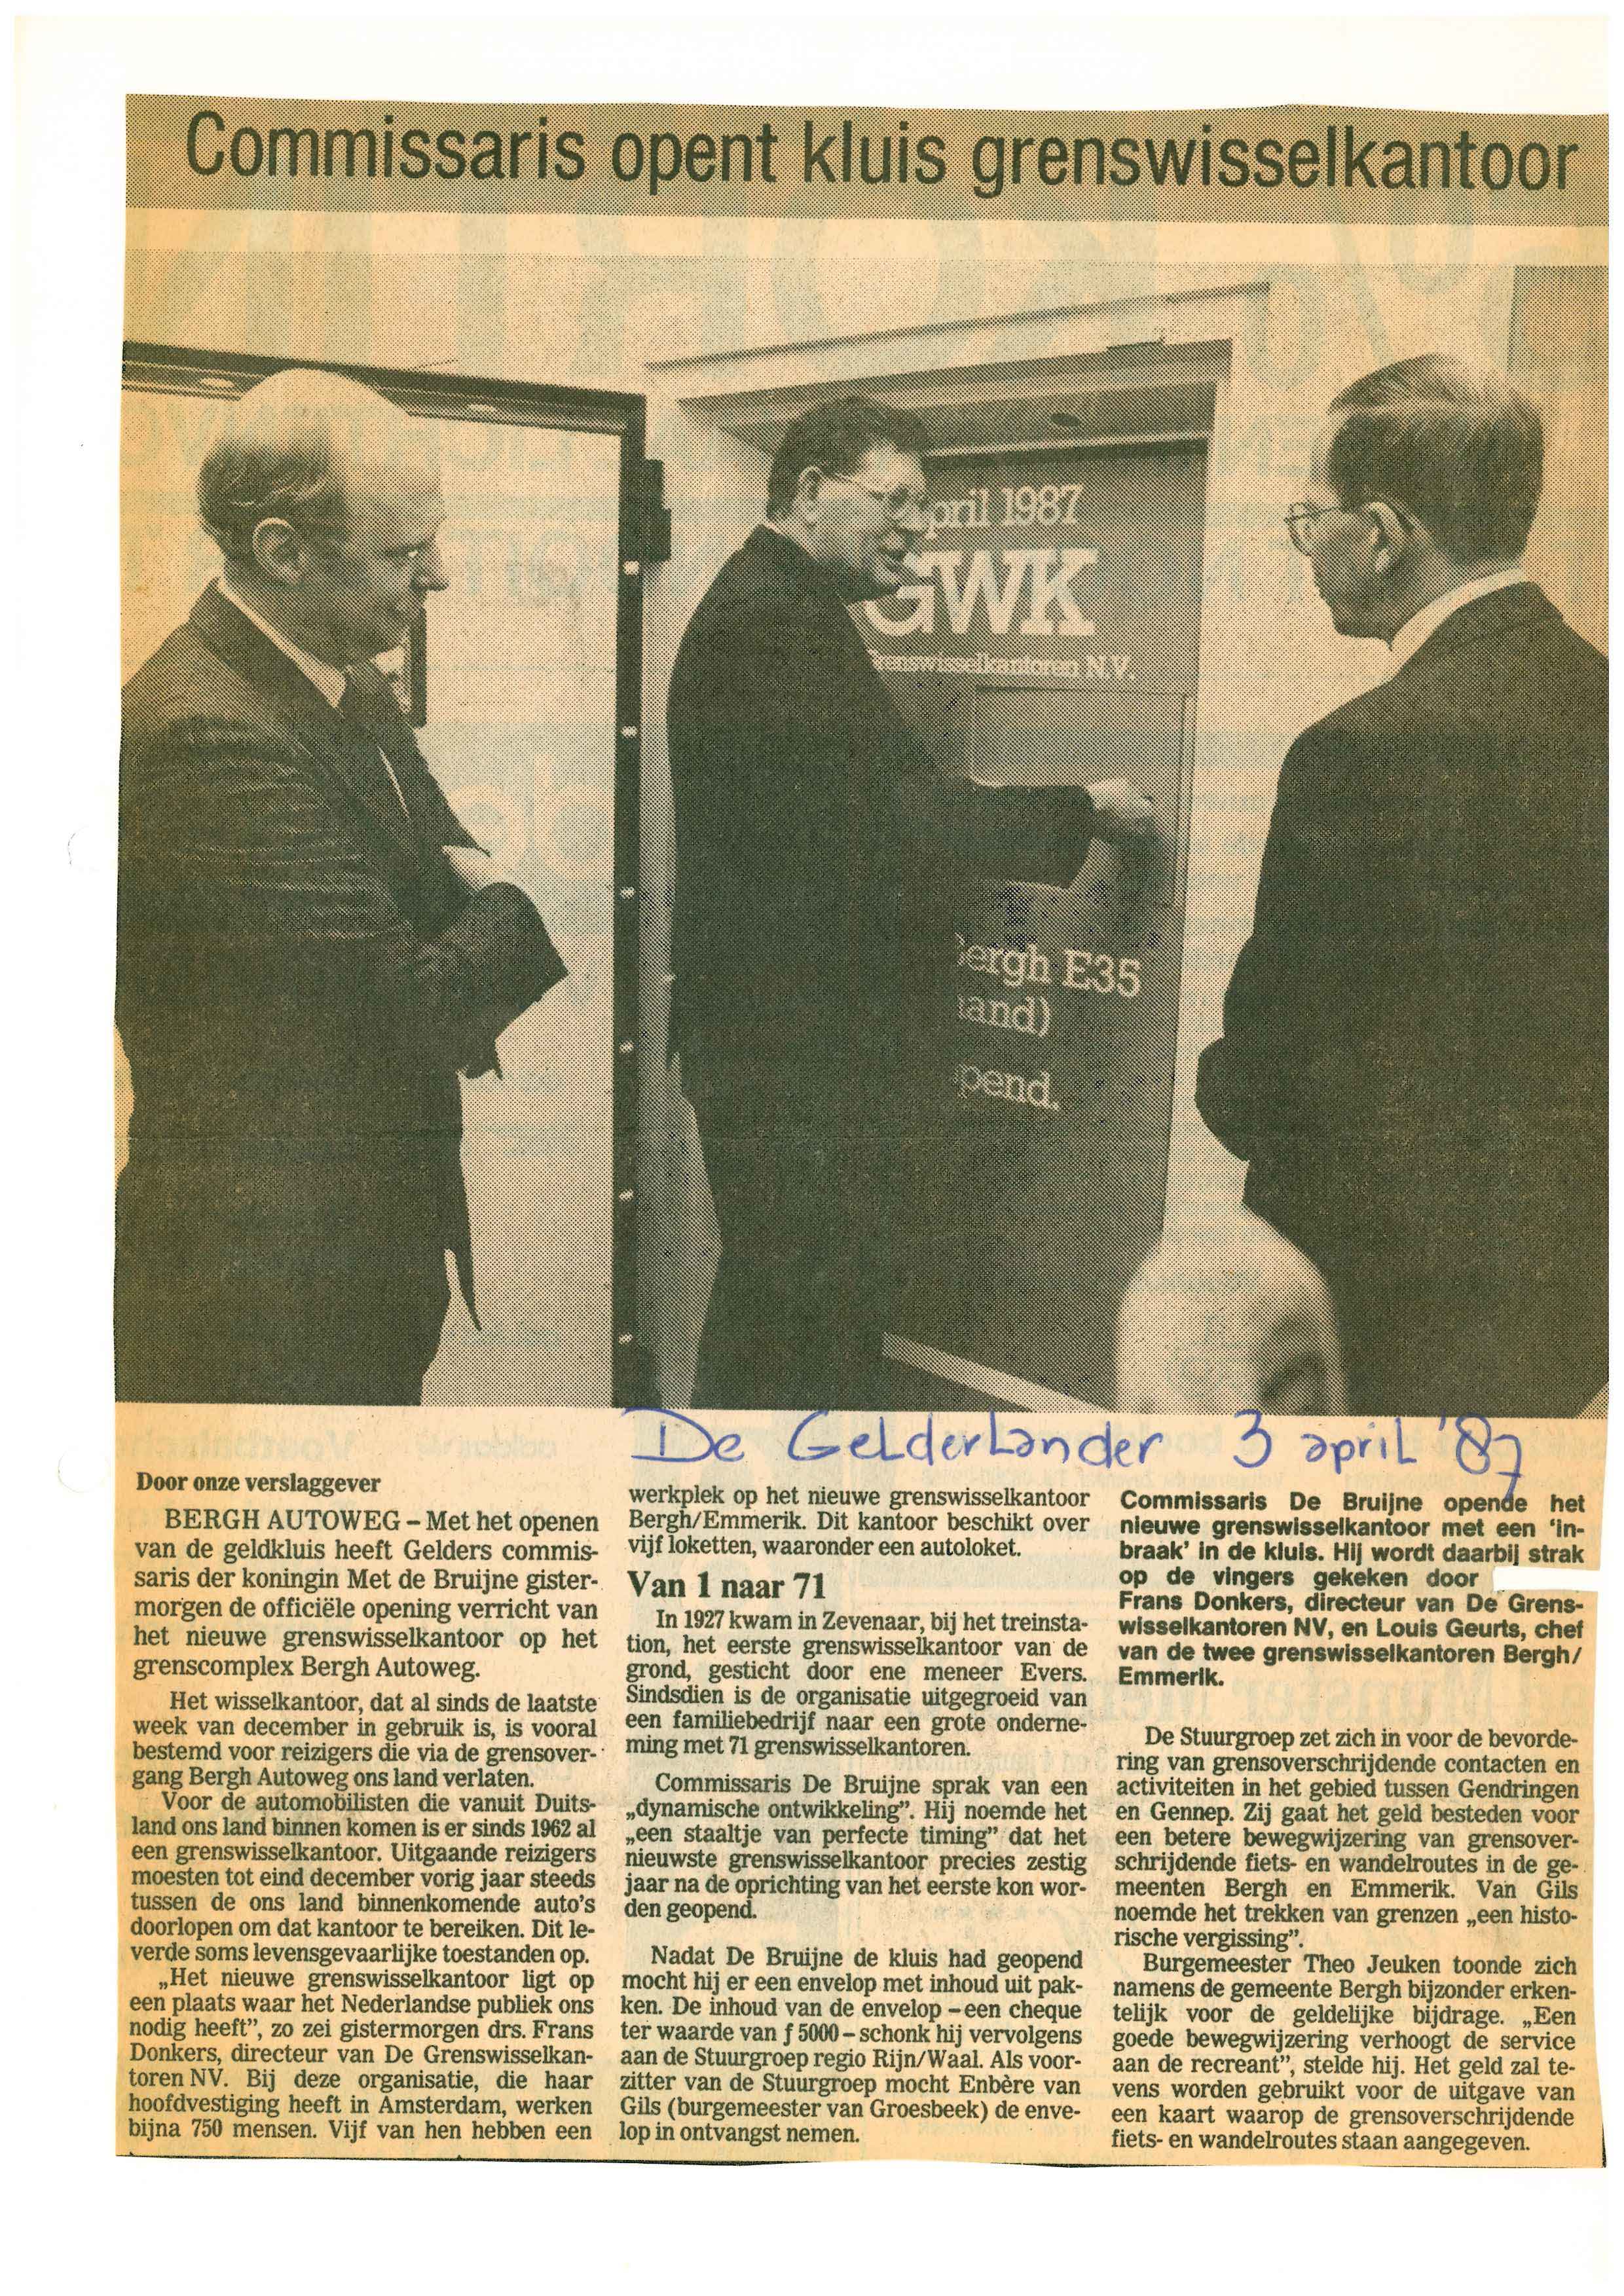 Commissaris opent kluis grenswisselkantoor
pril 1987
GWK
Grenswisselkantoren N.V.
Bergh E35
and)
pend.
De Gelderlander 3 april '87
Door onze verslaggever
BERGH AUTOWEG – Met het openen
van de geldkluis heeft Gelders commis-
saris der koningin Met de Bruijne gister-
morgen de officiële opening verricht van
het nieuwe grenswisselkantoor op het
grenscomplex Bergh Autoweg.
Het wisselkantoor, dat al sinds de laatste
week van december in gebruik is, is vooral
bestemd voor reizigers die via de grensover-
gang Bergh Autoweg ons land verlaten.
Voor de automobilisten die vanuit Duits-
land ons land binnen komen is er sinds 1962 al
een grenswisselkantoor. Uitgaande reizigers
moesten tot eind december vorig jaar steeds
tussen de ons land binnenkomende auto's
doorlopen om dat kantoor te bereiken. Dit le-
verde soms levensgevaarlijke toestanden op.
„Het nieuwe grenswisselkantoor ligt op
een plaats waar het Nederlandse publiek ons
nodig heeft”, zo zei gistermorgen drs. Frans
Donkers, directeur van De Grenswisselkan-
toren NV. Bij deze organisatie, die haar
hoofdvestiging heeft in Amsterdam, werken
bijna 750 mensen. Vijf van hen hebben een
werkplek op het nieuwe grenswisselkantoor
Bergh/Emmerik. Dit kantoor beschikt over
vijf loketten, waaronder een autoloket.
Van 1 naar 71
In 1927 kwam in Zevenaar, bij het treinsta-
tion, het eerste grenswisselkantoor van de
grond, gesticht door ene meneer Evers.
Sindsdien is de organisatie uitgegroeid van
een familiebedrijf naar een grote onderne-
ming met 71 grenswisselkantoren.
Commissaris De Bruijne sprak van een
„dynamische ontwikkeling”. Hij noemde het
„een staaltje van perfecte timing” dat het
nieuwste grenswisselkantoor precies zestig
jaar na de oprichting van het eerste kon wor-
den geopend.
Nadat De Bruijne de kluis had geopend
mocht hij er een envelop met inhoud uit pak-
ken. De inhoud van de envelop – een cheque
ter waarde van ƒ 5000 – schonk hij vervolgens
aan de Stuurgroep regio Rijn/Waal. Als voor-
zitter van de Stuurgroep mocht Enbère van
Gils (burgemeester van Groesbeek) de enve-
lop in ontvangst nemen.
Commissaris De Bruijne opende het
nieuwe grenswisselkantoor met een ‘in-
braak’ in de kluis. Hij wordt daarbij strak
op de vingers gekeken door
Frans Donkers, directeur van De Grens-
wisselkantoren NV, en Louis Geurts, chef
van de twee grenswisselkantoren Bergh/
Emmerik.
De Stuurgroep zet zich in voor de bevorde-
ring van grensoverschrijdende contacten en
activiteiten in het gebied tussen Gendringen
en Gennep. Zij gaat het geld besteden voor
een betere bewegwijzering van grensover-
schrijdende fiets- en wandelroutes in de ge-
meenten Bergh en Emmerik. Van Gils
noemde het trekken van grenzen „een histo-
rische vergissing”.
Burgemeester Theo Jeuken toonde zich
namens de gemeente Bergh bijzonder erken-
telijk voor de geldelijke bijdrage. „Een
goede bewegwijzering verhoogt de service
aan de recreant”, stelde hij. Het geld zal te-
vens worden gebruikt voor de uitgave van
een kaart waarop de grensoverschrijdende
fiets- en wandelroutes staan aangegeven.